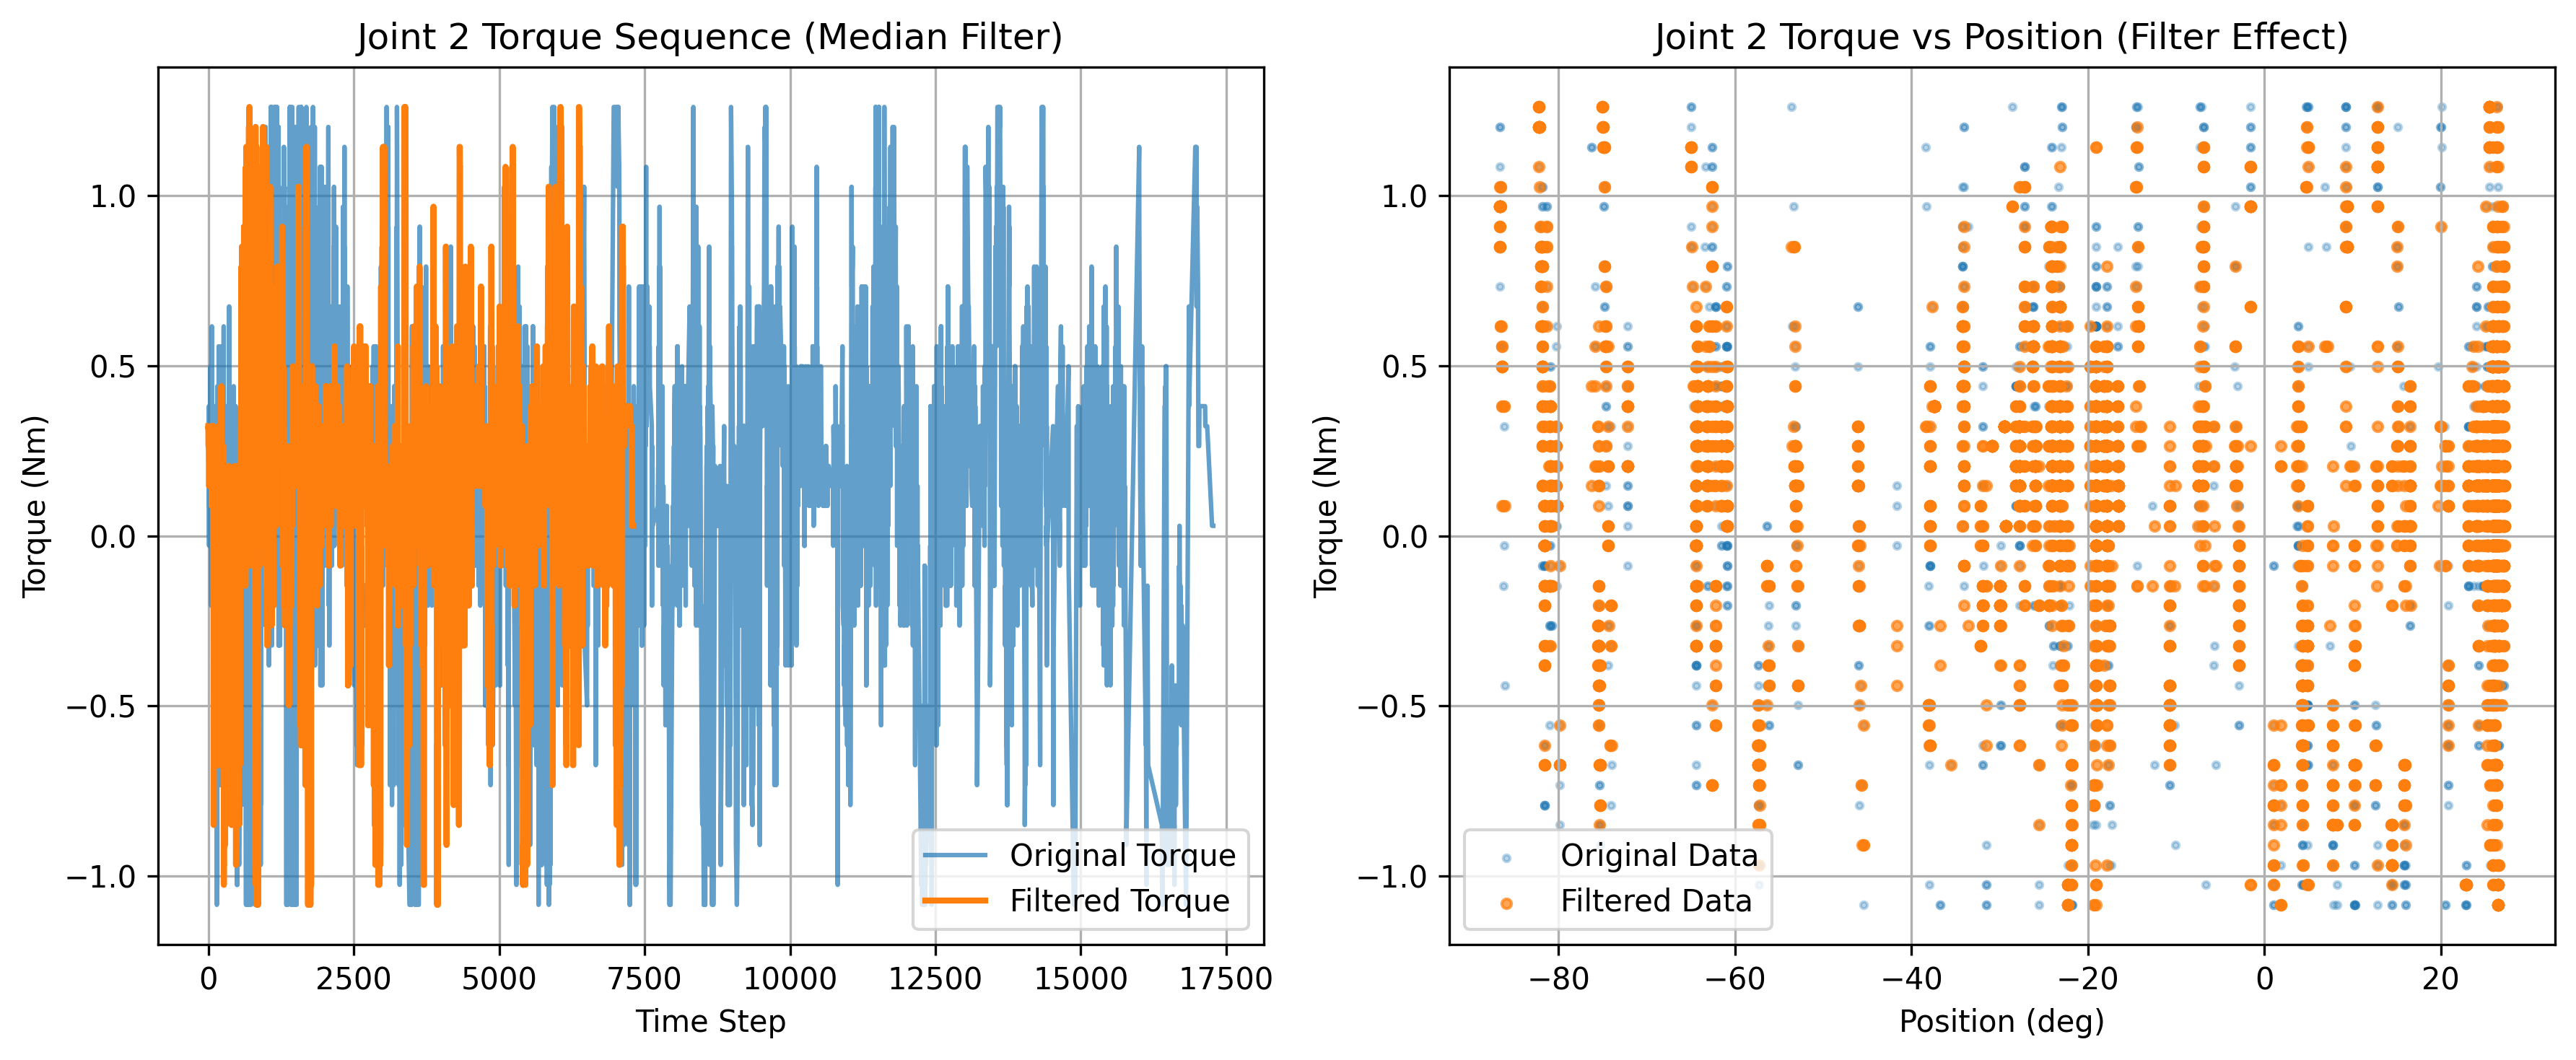 Joint 2 Torque Sequence (Median Filter)
Torque (Nm)
1.0
0.5
0.0
−0.5
−1.0
0 2500 5000 7500 10000 12500 15000 17500
Time Step
Original Torque
Filtered Torque
Joint 2 Torque vs Position (Filter Effect)
Torque (Nm)
1.0
0.5
0.0
−0.5
−1.0
−80 −60 −40 −20 0 20
Position (deg)
Original Data
Filtered Data